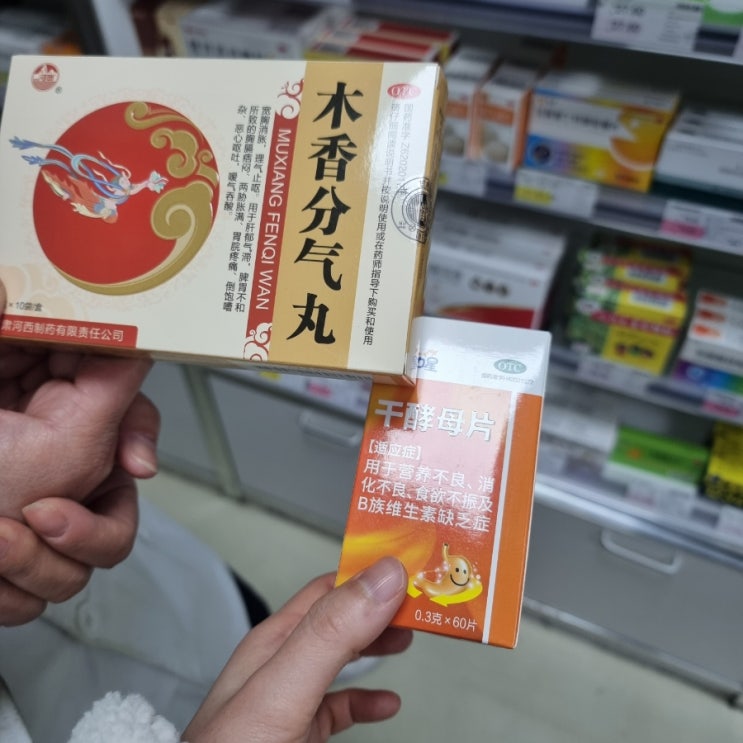 木香分气丸
MUXIANG FENQI WAN
宽胸消胀，理气止呕。用于肝郁气滞，脾胃不和
所致的胸膈痞闷、两胁胀满、胃脘疼痛、倒饱嘈
杂、恶心呕吐、嗳气吞酸。
OTC
国药准字 Z620201
请仔细阅读说明书并按说明使用或在药师指导下购买和使用
×10袋/盒
肃河西制药有限责任公司
OTC
干酵母片
【适应症】
用于营养不良、消
化不良、食欲不振及
B族维生素缺乏症
0.3克×60片